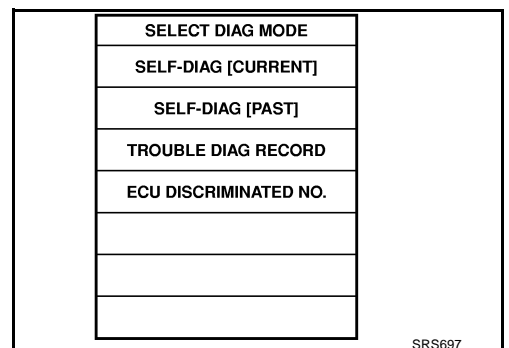 SELECT DIAG MODE
SELF-DIAG [CURRENT]
SELF-DIAG [PAST]
TROUBLE DIAG RECORD
ECU DISCRIMINATED NO.
SRS697